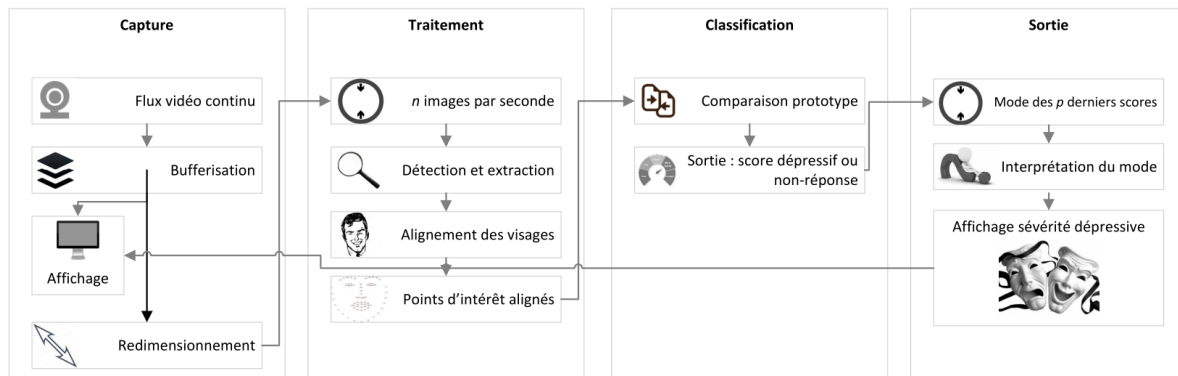 Capture
Flux vidéo continu
Bufferisation
Affichage
Redimensionnement
Traitement
n images par seconde
Détection et extraction
Alignement des visages
Points d'intérêt alignés
Classification
Comparaison prototype
Sortie : score dépressif ou
non-réponse
Sortie
Mode des p derniers scores
Interprétation du mode
Affichage sévérité dépressive